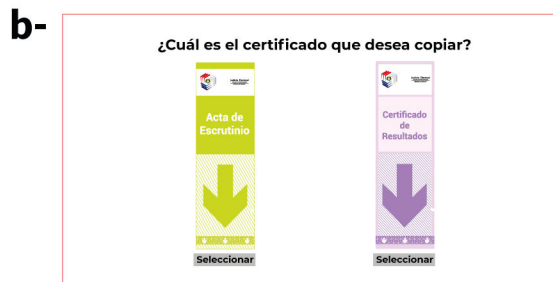 b-
¿Cuál es el certificado que desea copiar?
Acta de
Escrutinio
Certificado
de
Resultados
Seleccionar
Seleccionar